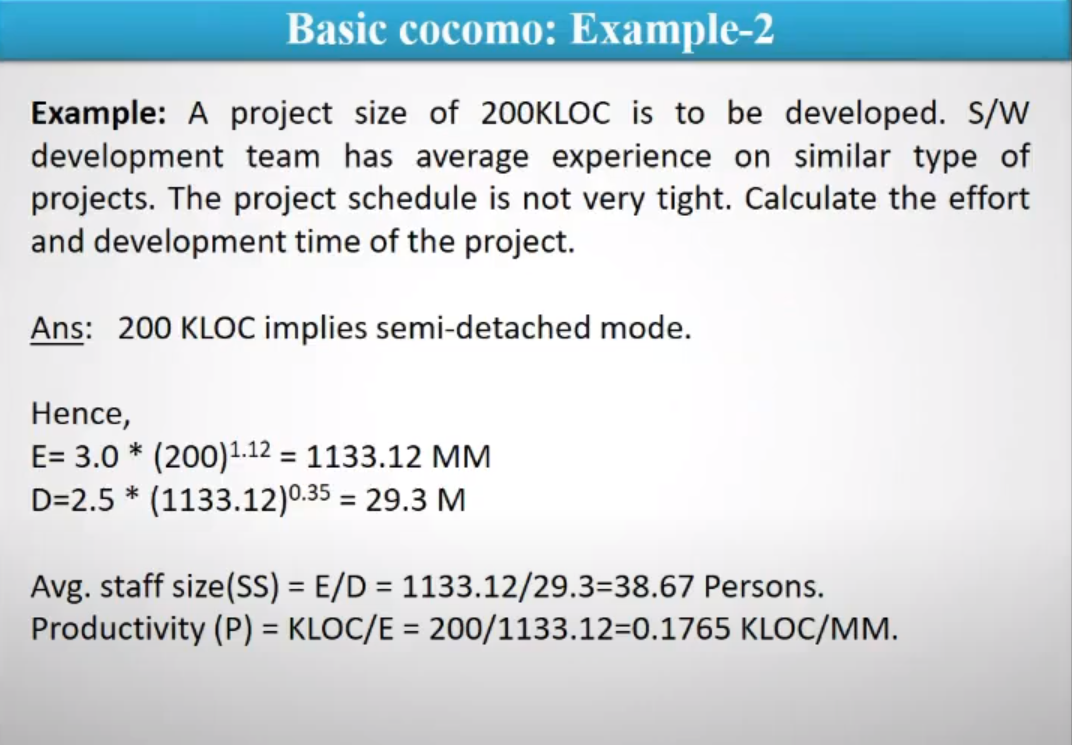 Basic cocomo: Example-2
Example: A project size of 200KLOC is to be developed. S/W
development team has average experience on similar type of
projects. The project schedule is not very tight. Calculate the effort
and development time of the project.
Ans: 200 KLOC implies semi-detached mode.
Hence,
E= 3.0 * (200)^1.12 = 1133.12 MM
D=2.5 * (1133.12)^0.35 = 29.3 M
Avg. staff size(SS) = E/D = 1133.12/29.3=38.67 Persons.
Productivity (P) = KLOC/E = 200/1133.12=0.1765 KLOC/MM.